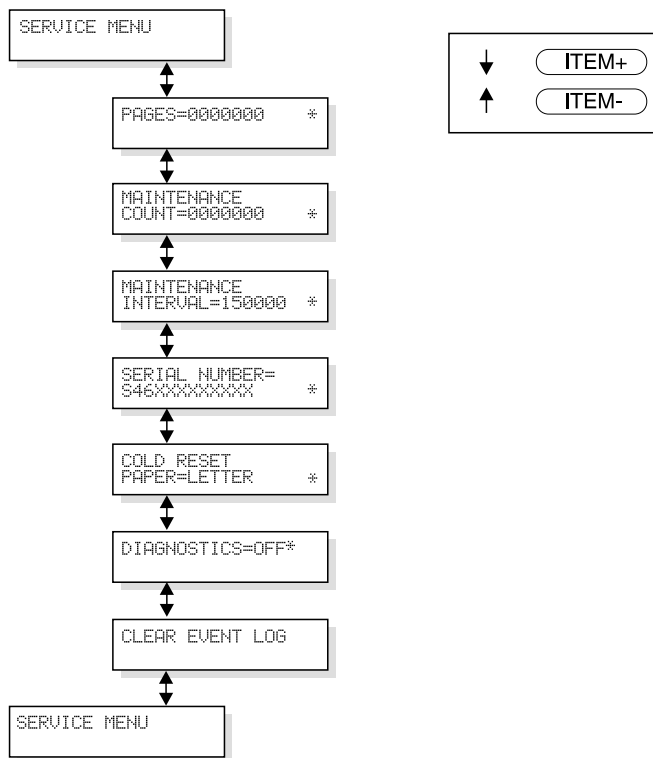 SERVICE MENU
ITEM+
ITEM-
PAGES=0000000 *
MAINTENANCE
COUNT=0000000 *
MAINTENANCE
INTERVAL=150000 *
SERIAL NUMBER=
S46XXXXXXXXX *
COLD RESET
PAPER=LETTER *
DIAGNOSTICS=OFF*
CLEAR EVENT LOG
SERVICE MENU